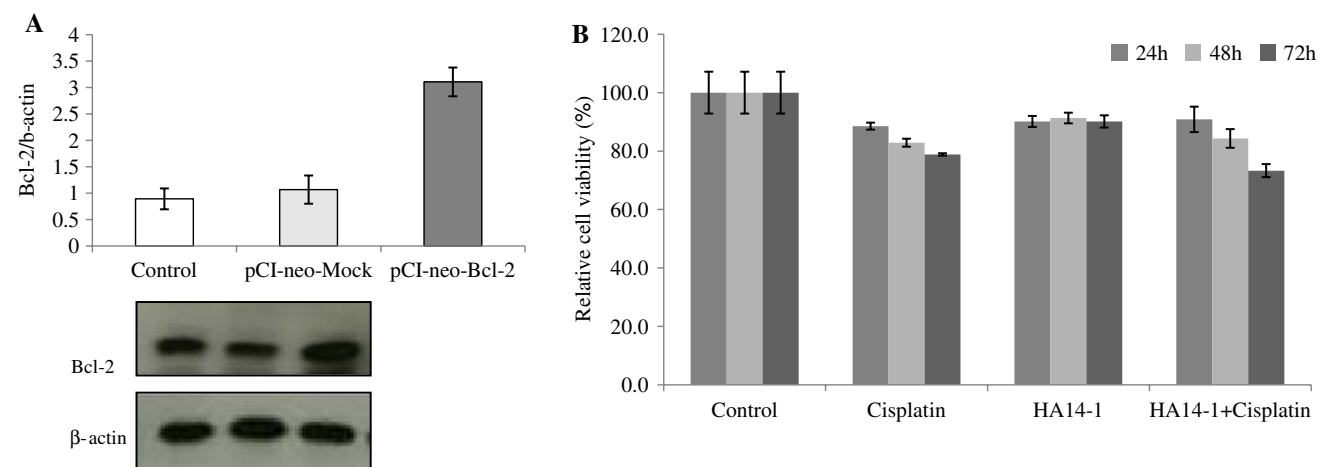 A
4
3.5
3
2.5
2
1.5
1
0.5
0
Bcl-2/b-actin
Control pCI-neo-Mock pCI-neo-Bcl-2
Bcl-2
β-actin
B
120.0
100.0
80.0
60.0
40.0
20.0
0.0
Relative cell viability (%)
24h 48h 72h
Control Cisplatin HA14-1 HA14-1+Cisplatin